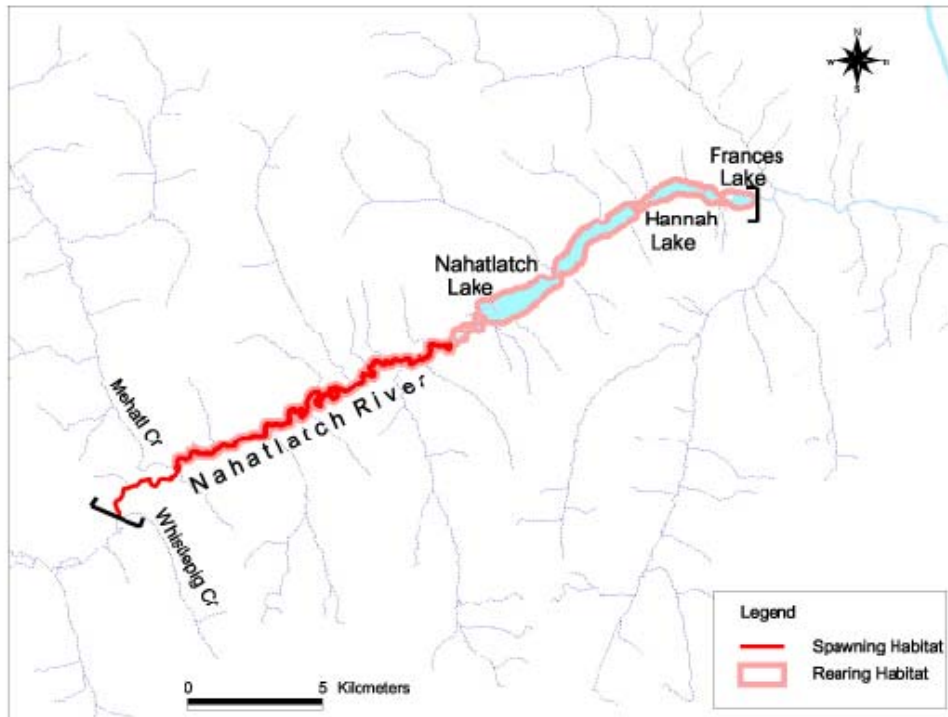 N
W
E
S
Frances
Lake
Hannah
Lake
Nahatlatch
Lake
Nahatlatch River
Mehatl Cr
Whistlepig Cr
Legend
Spawning Habitat
Rearing Habitat
0 5 Kilometers